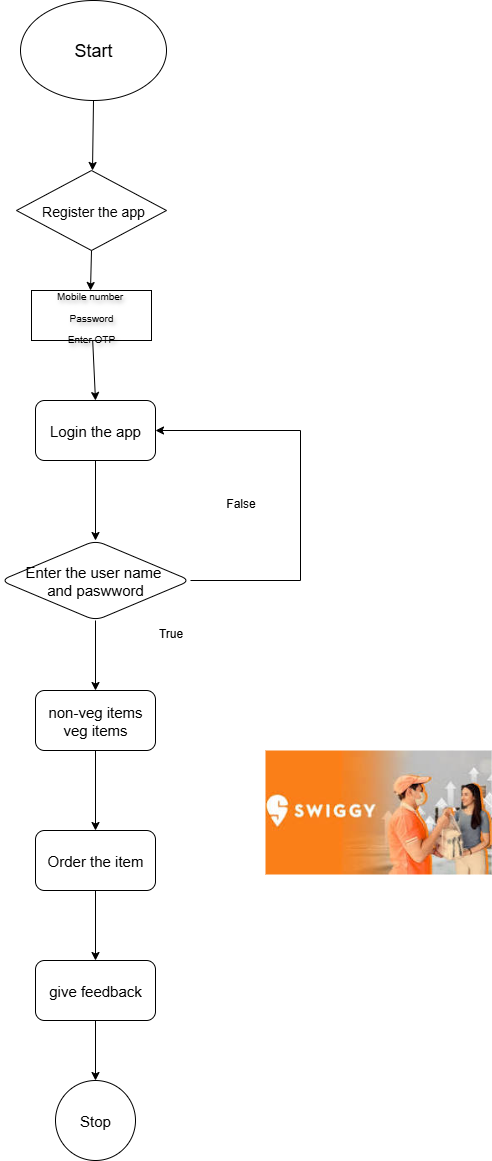 Start
Register the app
Mobile number
Password
Enter OTP
Login the app
False
Enter the user name
and paswword
True
non-veg items
veg items
SWIGGY
Order the item
give feedback
Stop